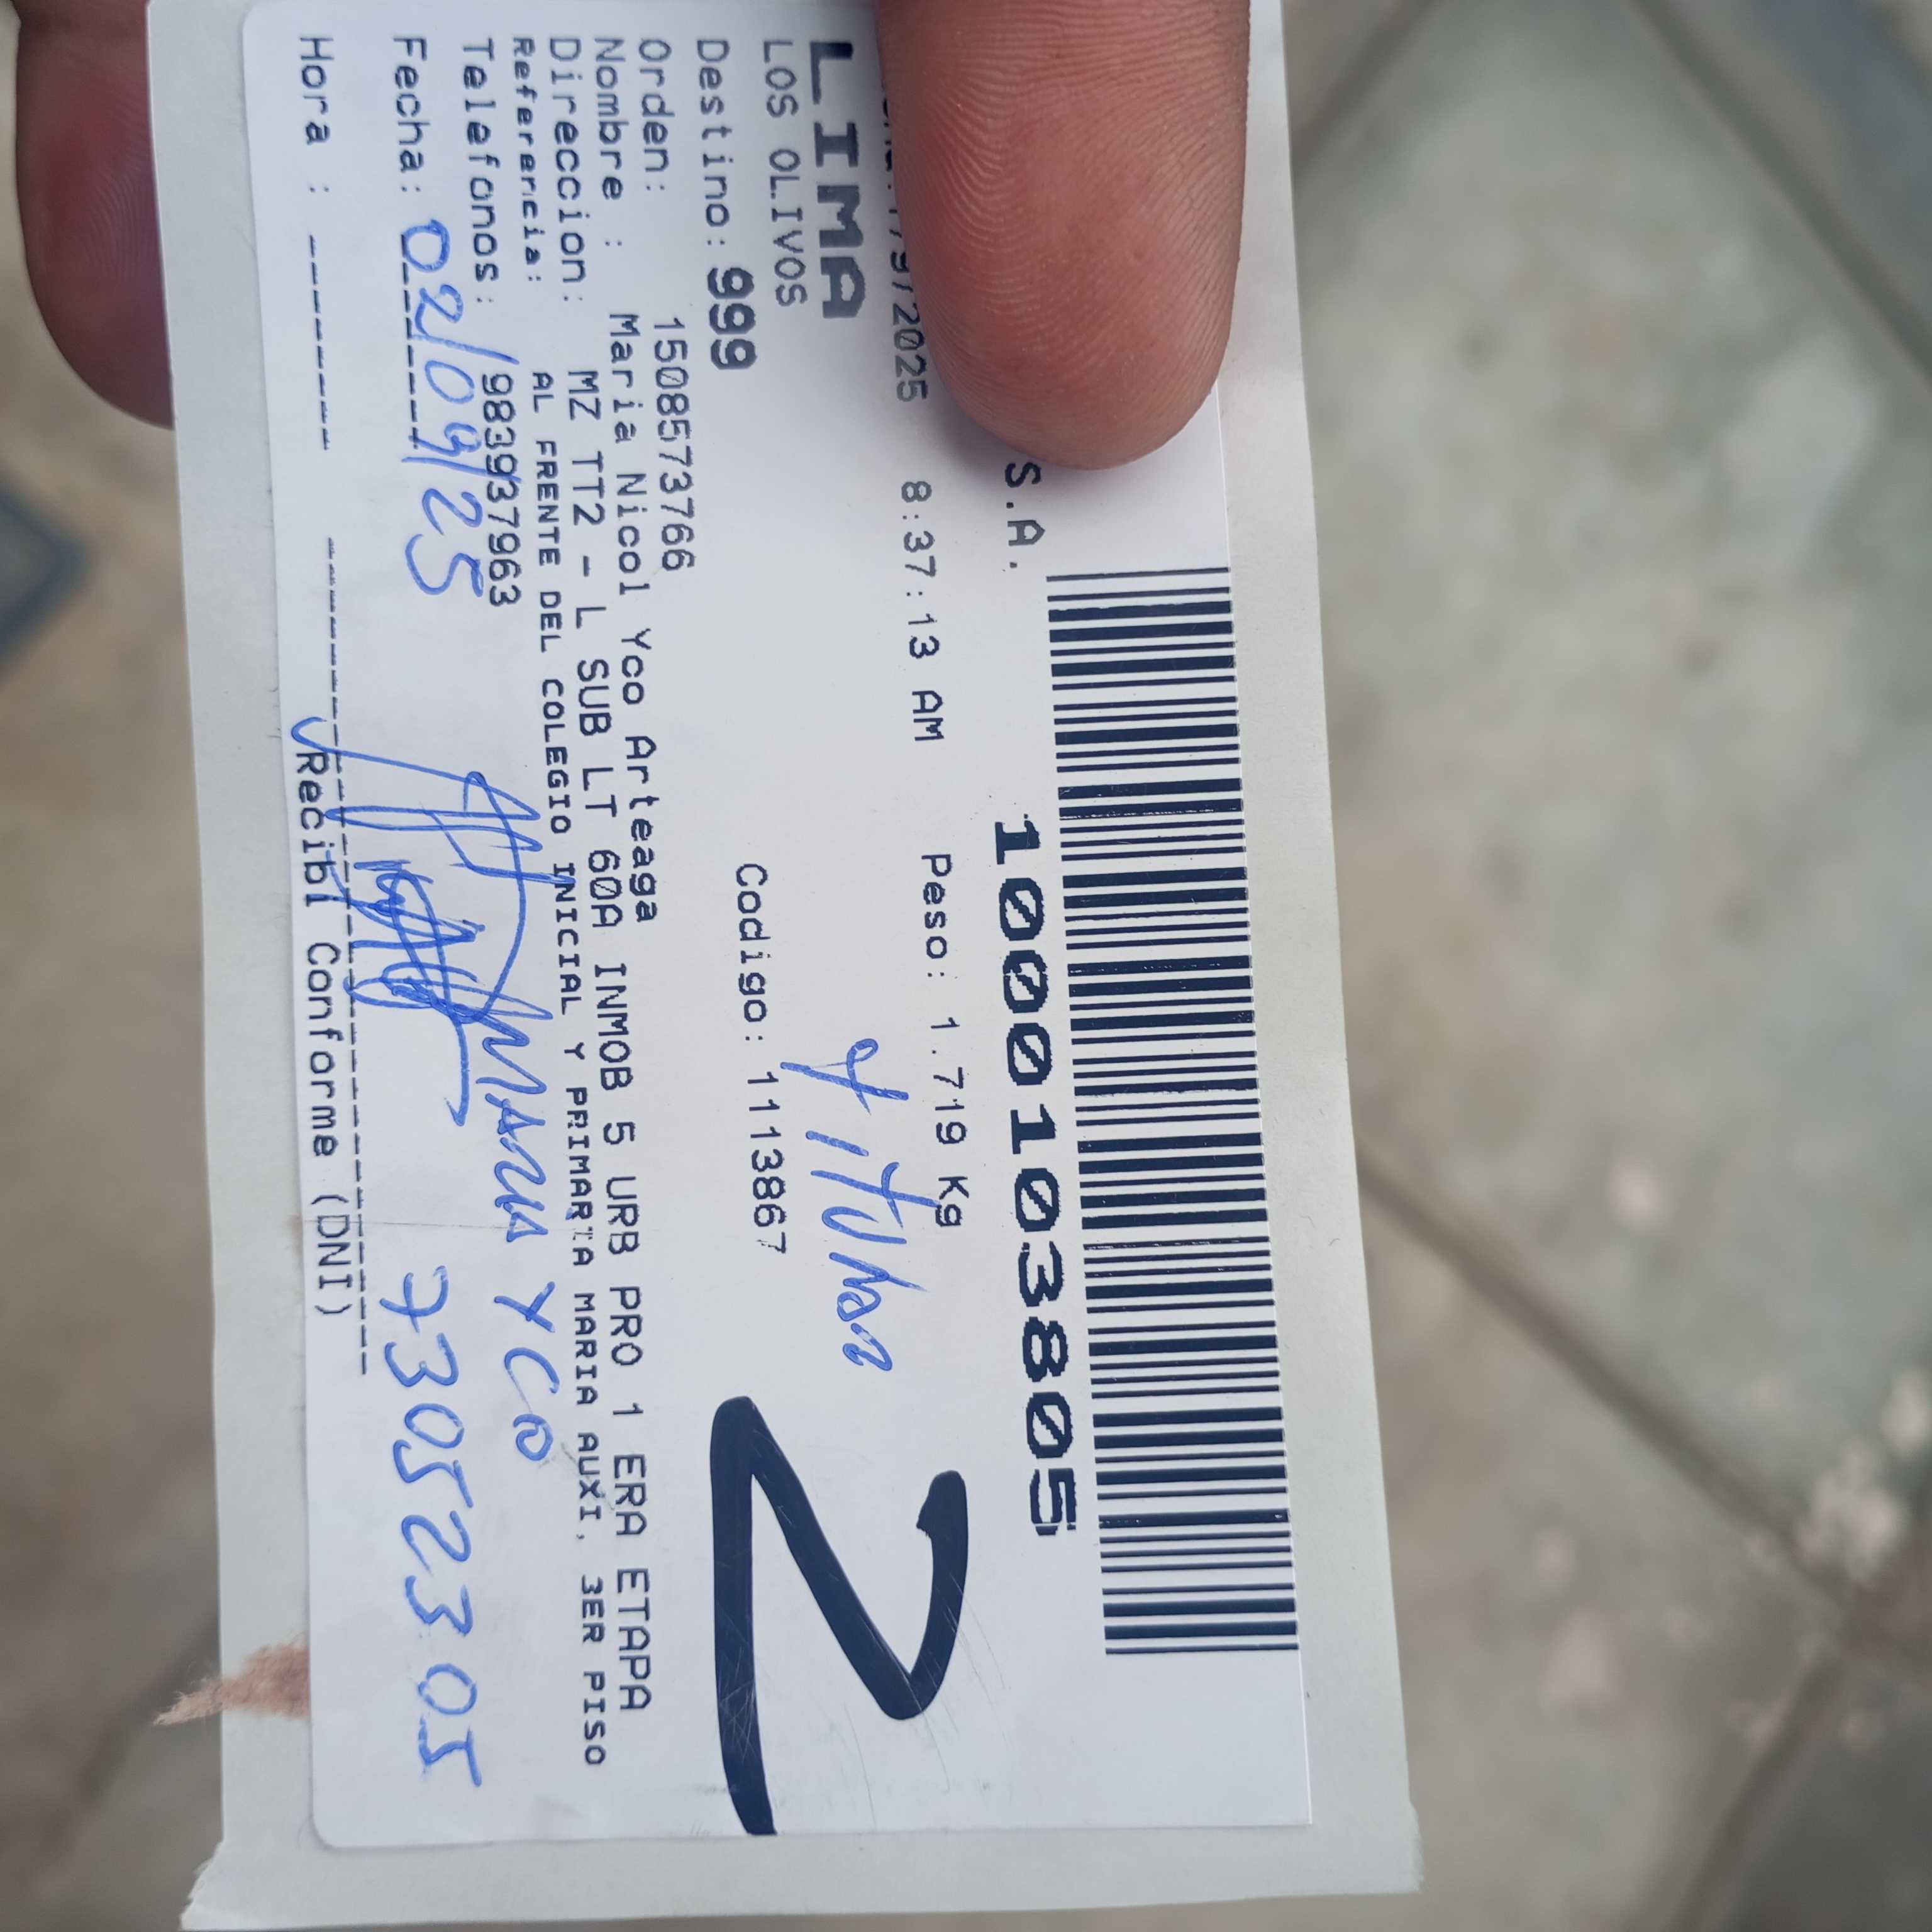 S.A.
10001038805
/9/2025 8:37:13 AM Peso: 1.719 Kg
LIMA
LOS OLIVOS
Destino: 999 Codigo: 1113867
Orden: 1508573766
Nombre : Maria Nicol Yco Arteaga
Direccion: MZ TT2 - L SUB LT 60A INMOB 5 URB PRO 1 ERA ETAPA
Referencia: AL FRENTE DEL COLEGIO INICIAL Y PRIMARIA MARIA AUXI, 3ER PISO
Telefonos: 983937963
YCO
Fecha: 02/09/25 73052305
Hora : _______ Recibi Conforme (DNI)